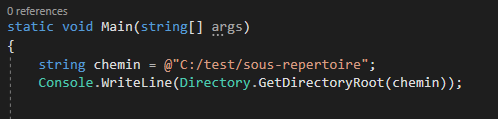 0 references
static void Main(string[] args)
{
string chemin = @"C:/test/sous-repertoire";
Console.WriteLine(Directory.GetDirectoryRoot(chemin));